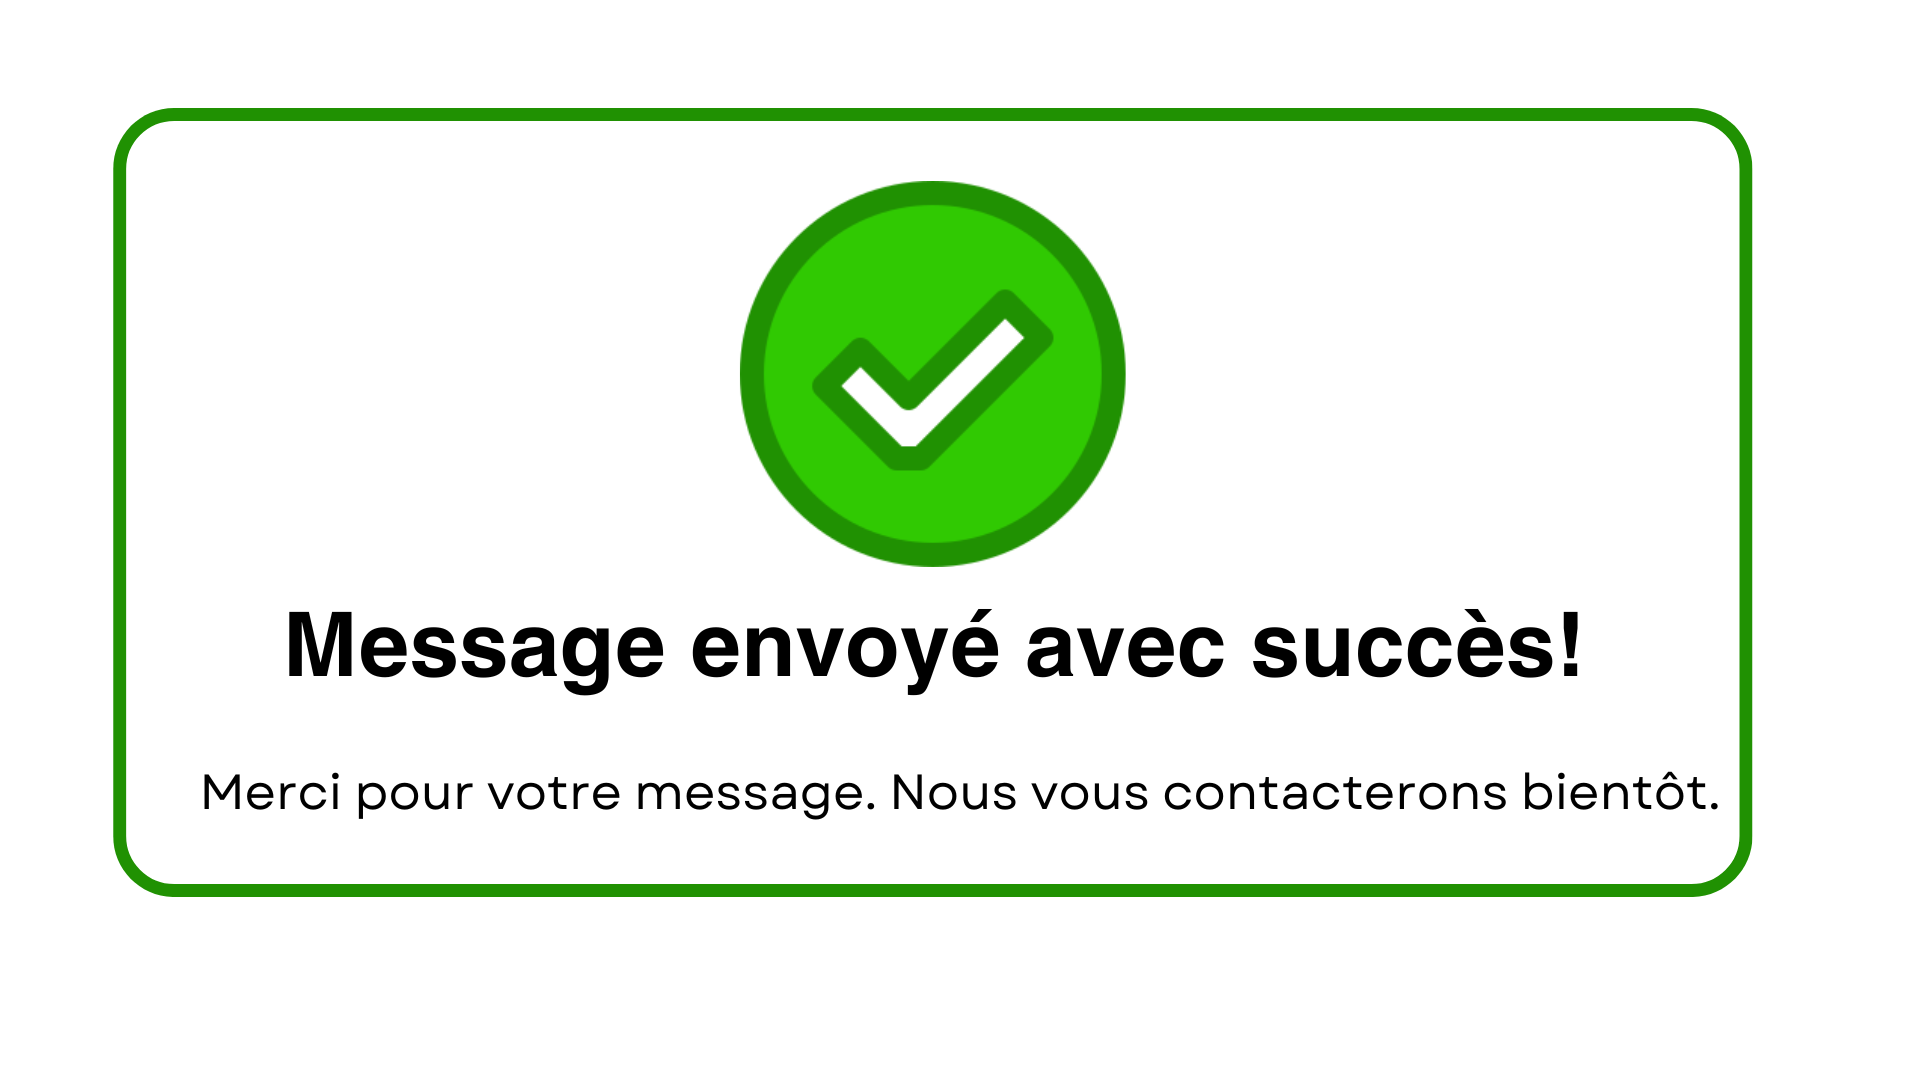 Message envoyé avec succès!
Merci pour votre message. Nous vous contacterons bientôt.